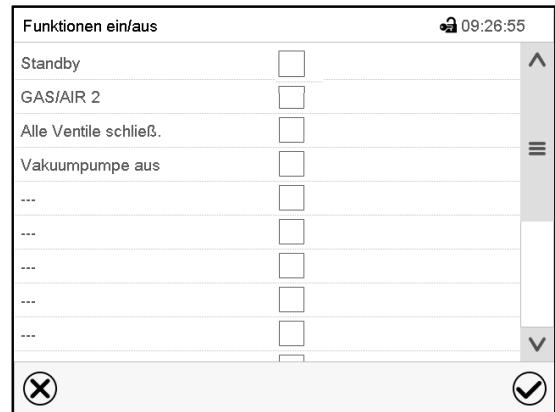 Funktionen ein/aus 09:26:55
Standby
GAS/AIR 2
Alle Ventile schließ.
Vakuumpumpe aus
---
---
---
---
---